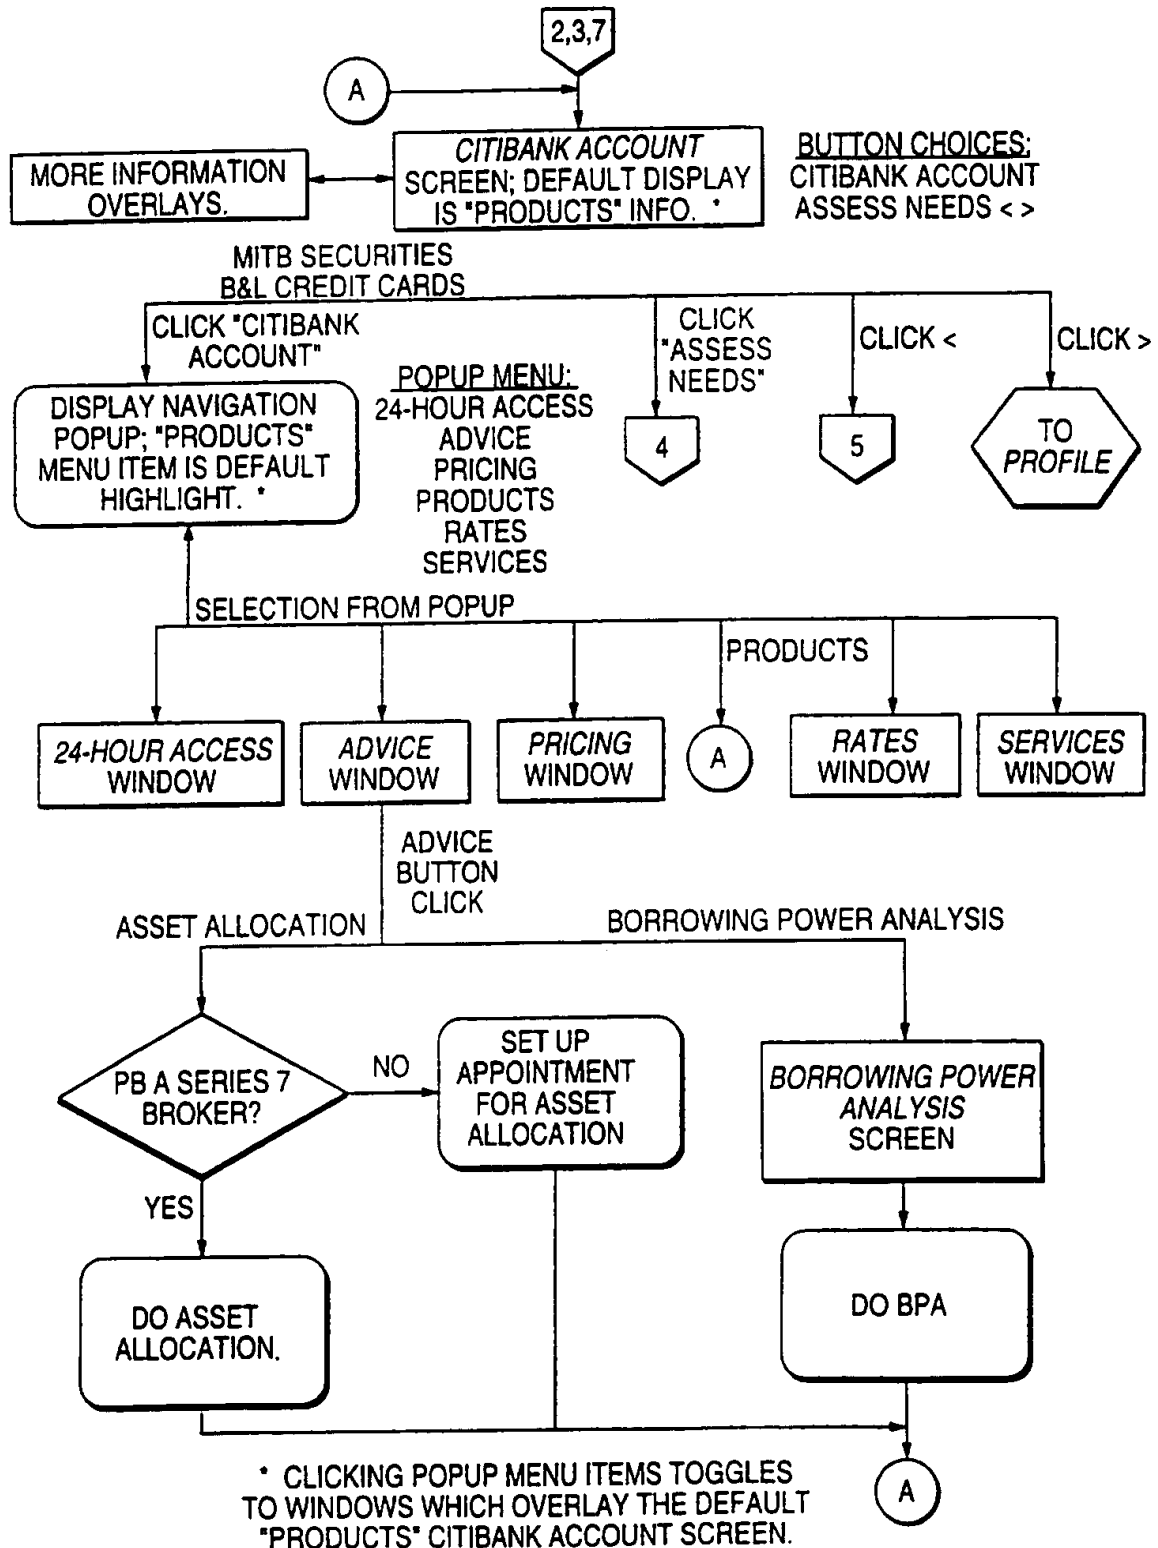 2,3,7
A
CITIBANK ACCOUNT
SCREEN; DEFAULT DISPLAY
IS "PRODUCTS" INFO. *
MORE INFORMATION
OVERLAYS.
BUTTON CHOICES:
CITIBANK ACCOUNT
ASSESS NEEDS < >
MITB SECURITIES
B&L CREDIT CARDS
CLICK "CITIBANK
ACCOUNT"
CLICK
"ASSESS
NEEDS"
CLICK <
CLICK >
DISPLAY NAVIGATION
POPUP; "PRODUCTS"
MENU ITEM IS DEFAULT
HIGHLIGHT. *
POPUP MENU:
24-HOUR ACCESS
ADVICE
PRICING
PRODUCTS
RATES
SERVICES
4
5
TO
PROFILE
SELECTION FROM POPUP
PRODUCTS
24-HOUR ACCESS
WINDOW
ADVICE
WINDOW
PRICING
WINDOW
A
RATES
WINDOW
SERVICES
WINDOW
ADVICE
BUTTON
CLICK
ASSET ALLOCATION
BORROWING POWER ANALYSIS
PB A SERIES 7
BROKER?
NO
SET UP
APPOINTMENT
FOR ASSET
ALLOCATION
BORROWING POWER
ANALYSIS
SCREEN
YES
DO ASSET
ALLOCATION.
DO BPA
A
* CLICKING POPUP MENU ITEMS TOGGLES
TO WINDOWS WHICH OVERLAY THE DEFAULT
"PRODUCTS" CITIBANK ACCOUNT SCREEN.